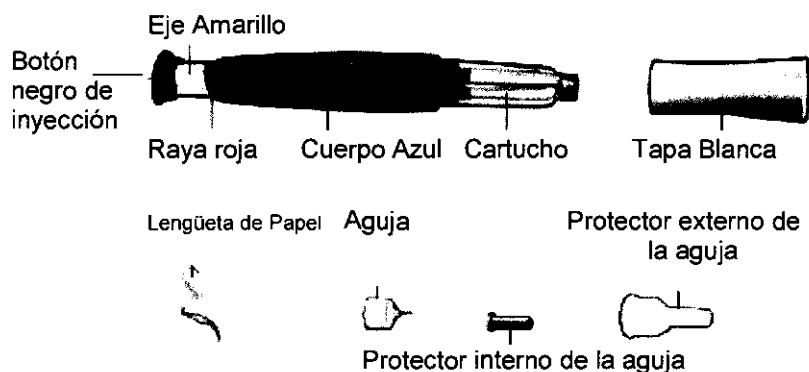 Eje Amarillo
Botón
negro de
inyección
Raya roja
Cuerpo Azul
Cartucho
Tapa Blanca
Lengüeta de Papel
Aguja
Protector externo de
la aguja
Protector interno de la aguja